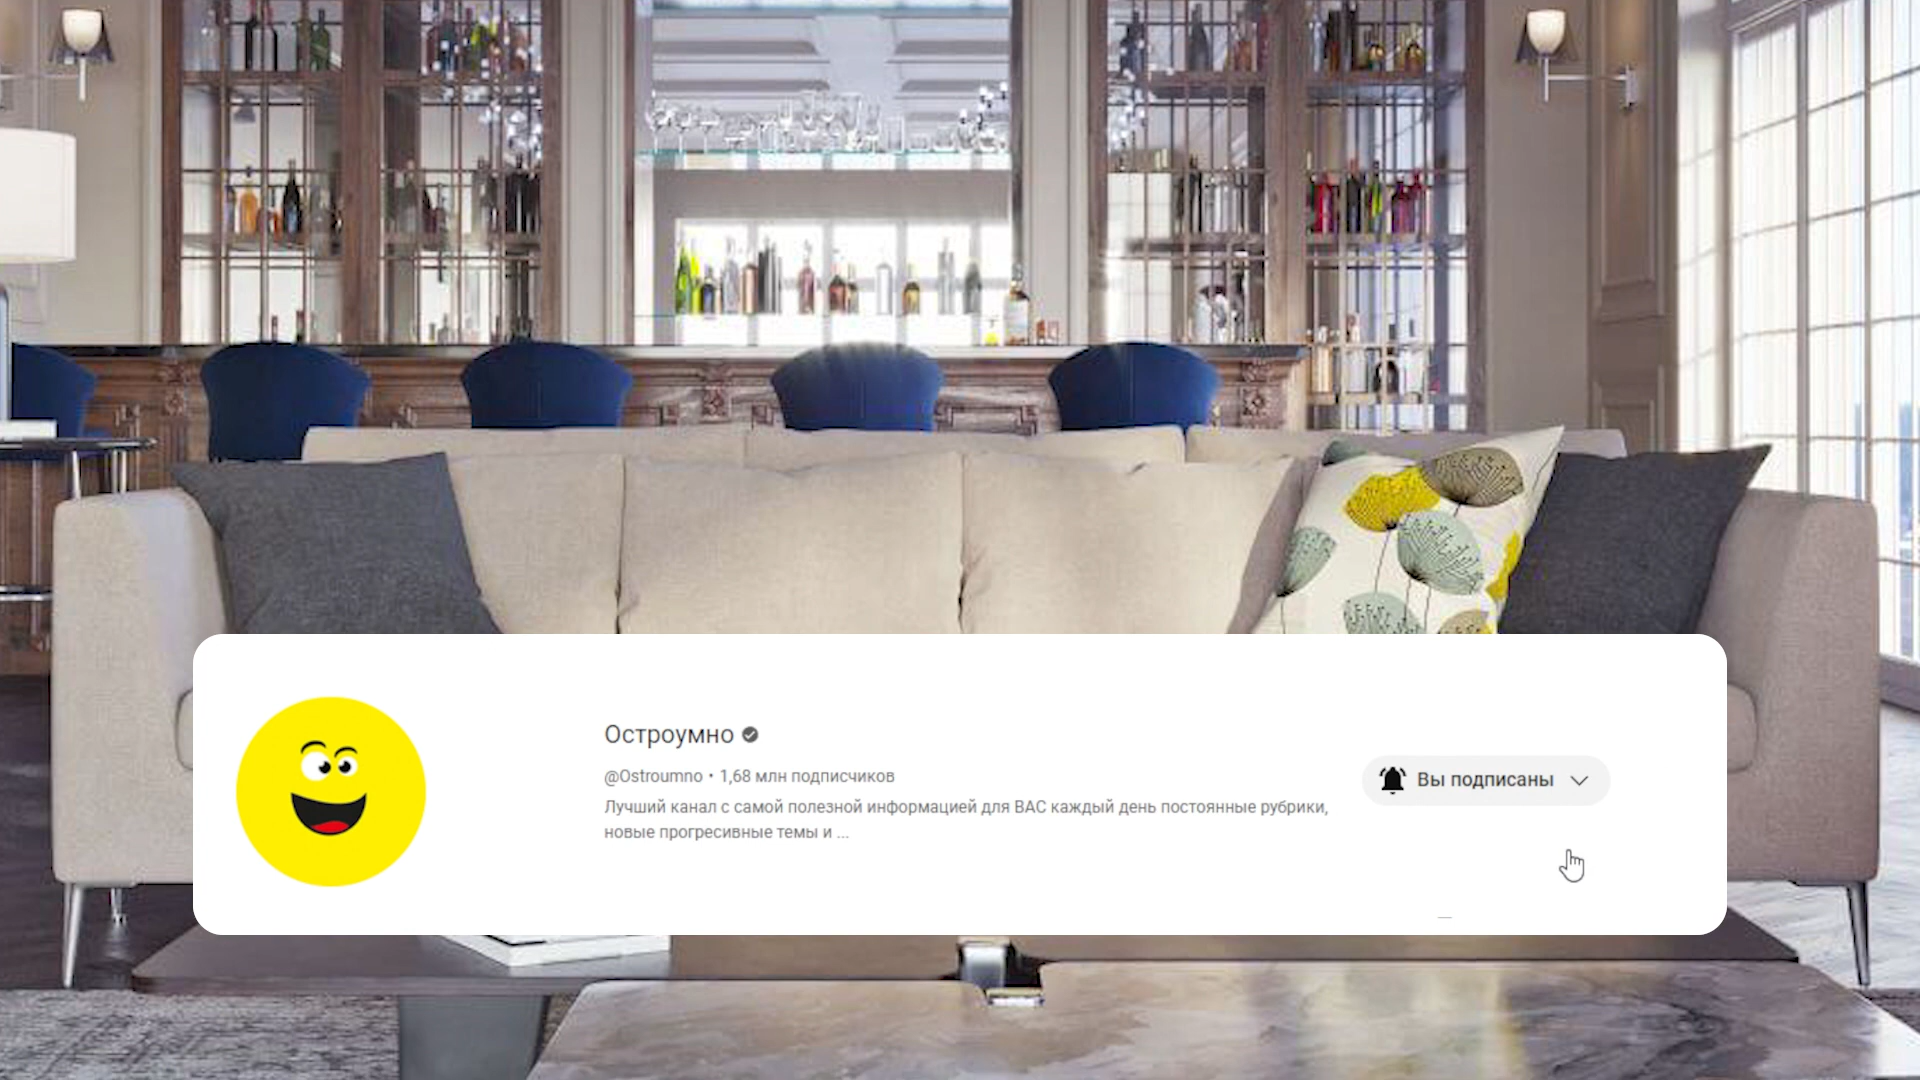 Остроумно
@Ostroumno • 1,68 млн подписчиков
Лучший канал с самой полезной информацией для ВАС каждый день постоянные рубрики,
новые прогресивные темы и ...
Вы подписаны